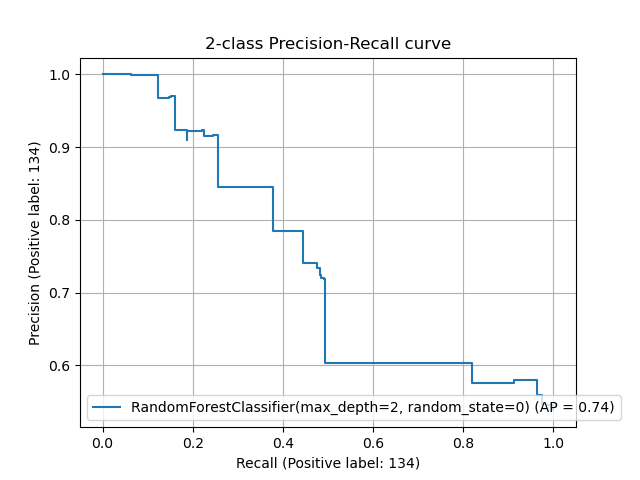 2-class Precision-Recall curve
Precision (Positive label: 134)
1.0
0.9
0.8
0.7
0.6
RandomForestClassifier(max_depth=2, random_state=0) (AP = 0.74)
0.0 0.2 0.4 0.6 0.8 1.0
Recall (Positive label: 134)